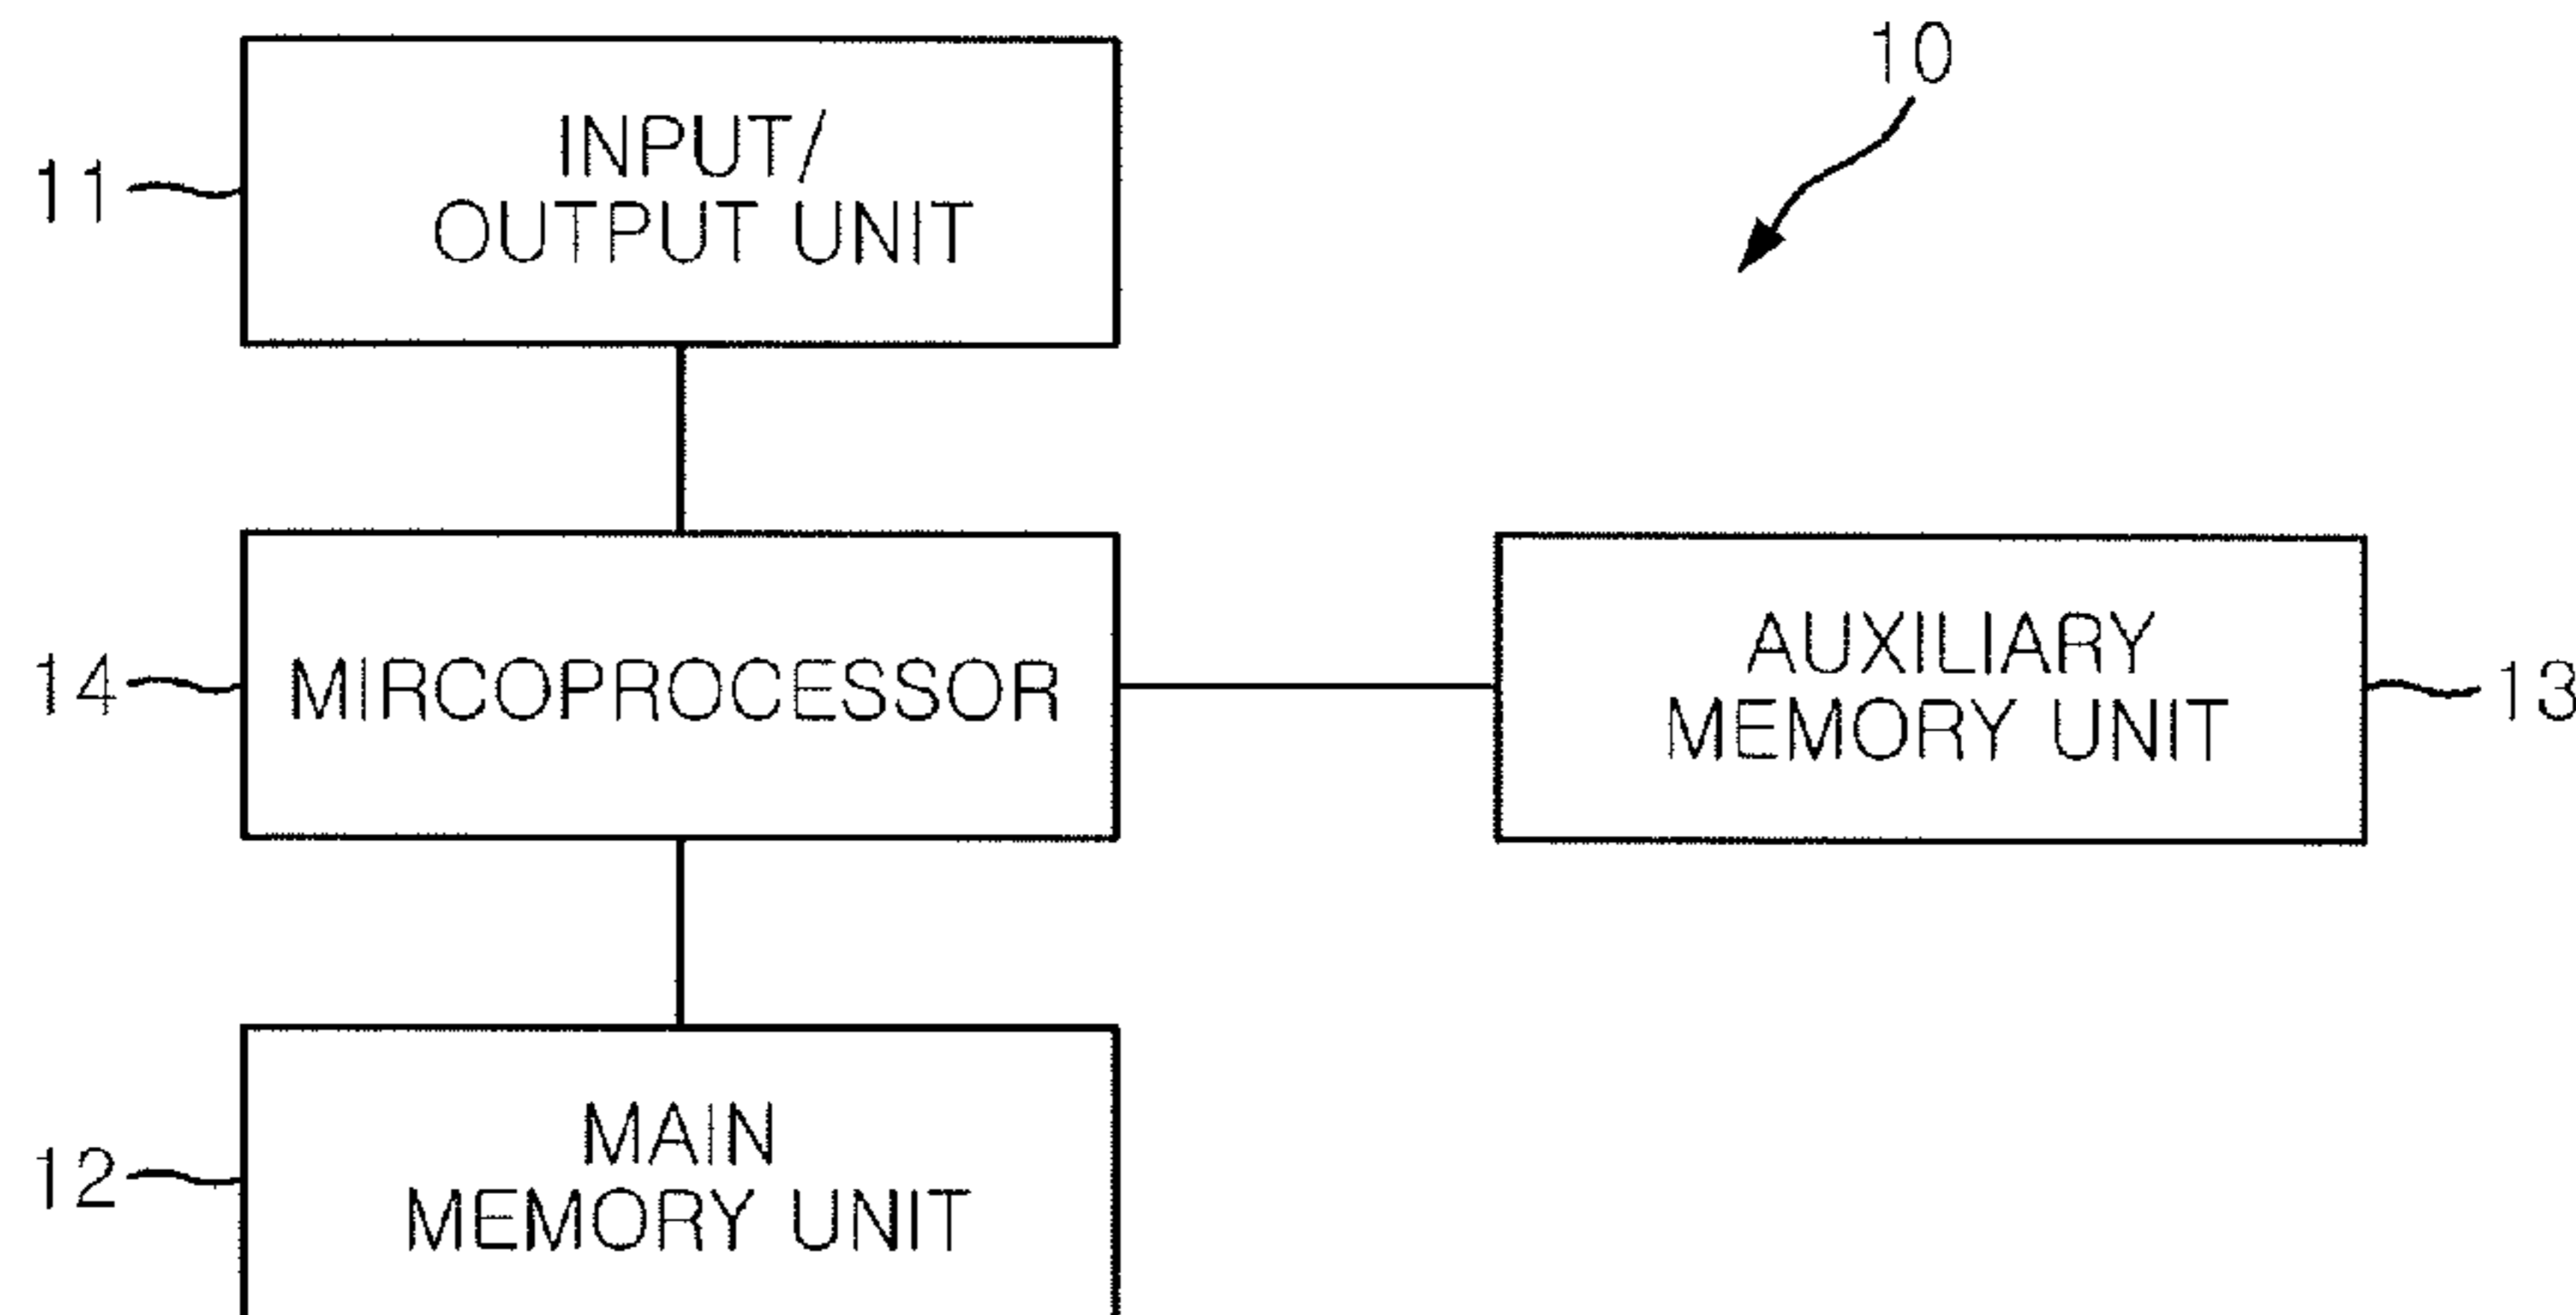 10
11
INPUT/
OUTPUT UNIT
14
MIRCOPROCESSOR
AUXILIARY
MEMORY UNIT
13
12
MAIN
MEMORY UNIT